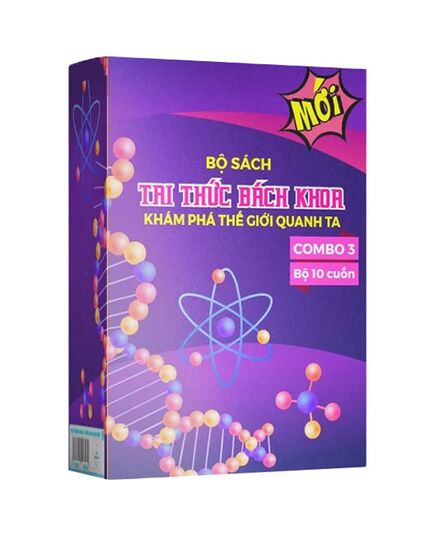 MỚI
BỘ SÁCH
TRI THỨC BÁCH KHOA
KHÁM PHÁ THẾ GIỚI QUANH TA
COMBO 3
Bộ 10 cuốn